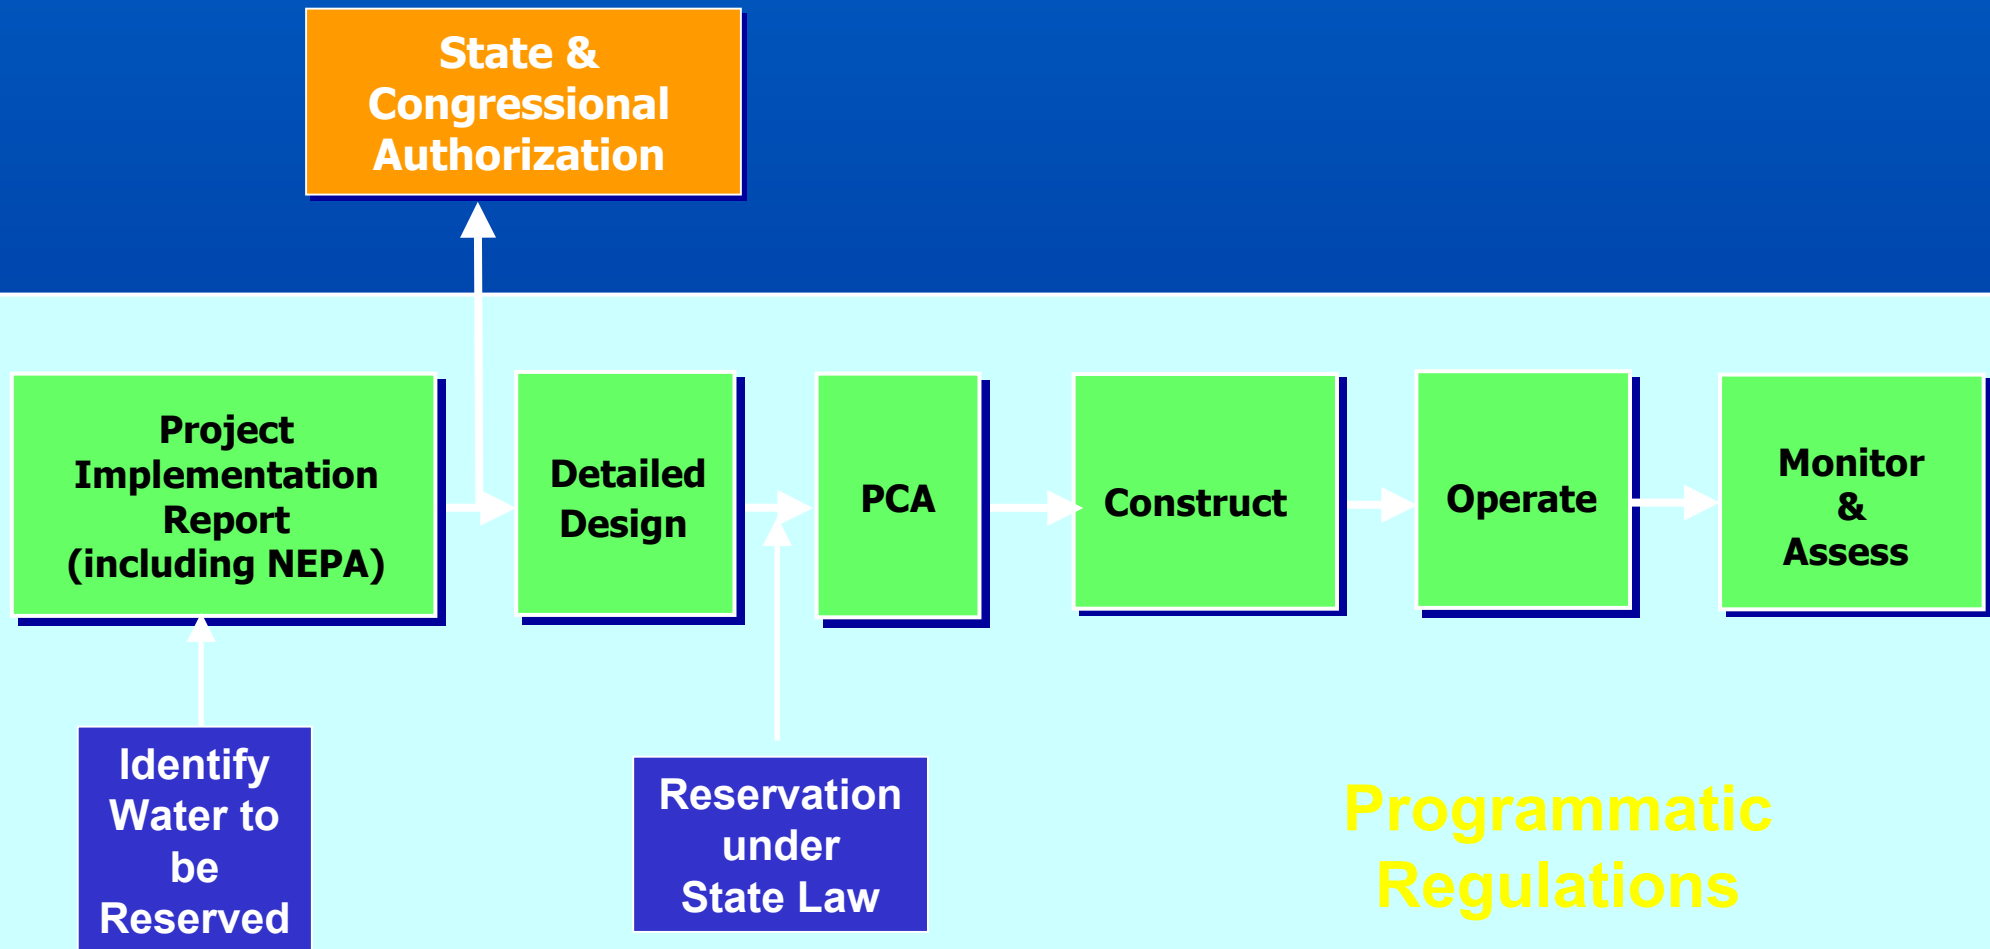 State &
Congressional
Authorization
Project
Implementation
Report
(including NEPA)
Detailed
Design
PCA
Construct
Operate
Monitor
&
Assess
Identify
Water to
be
Reserved
Reservation
under
State Law
Programmatic
Regulations